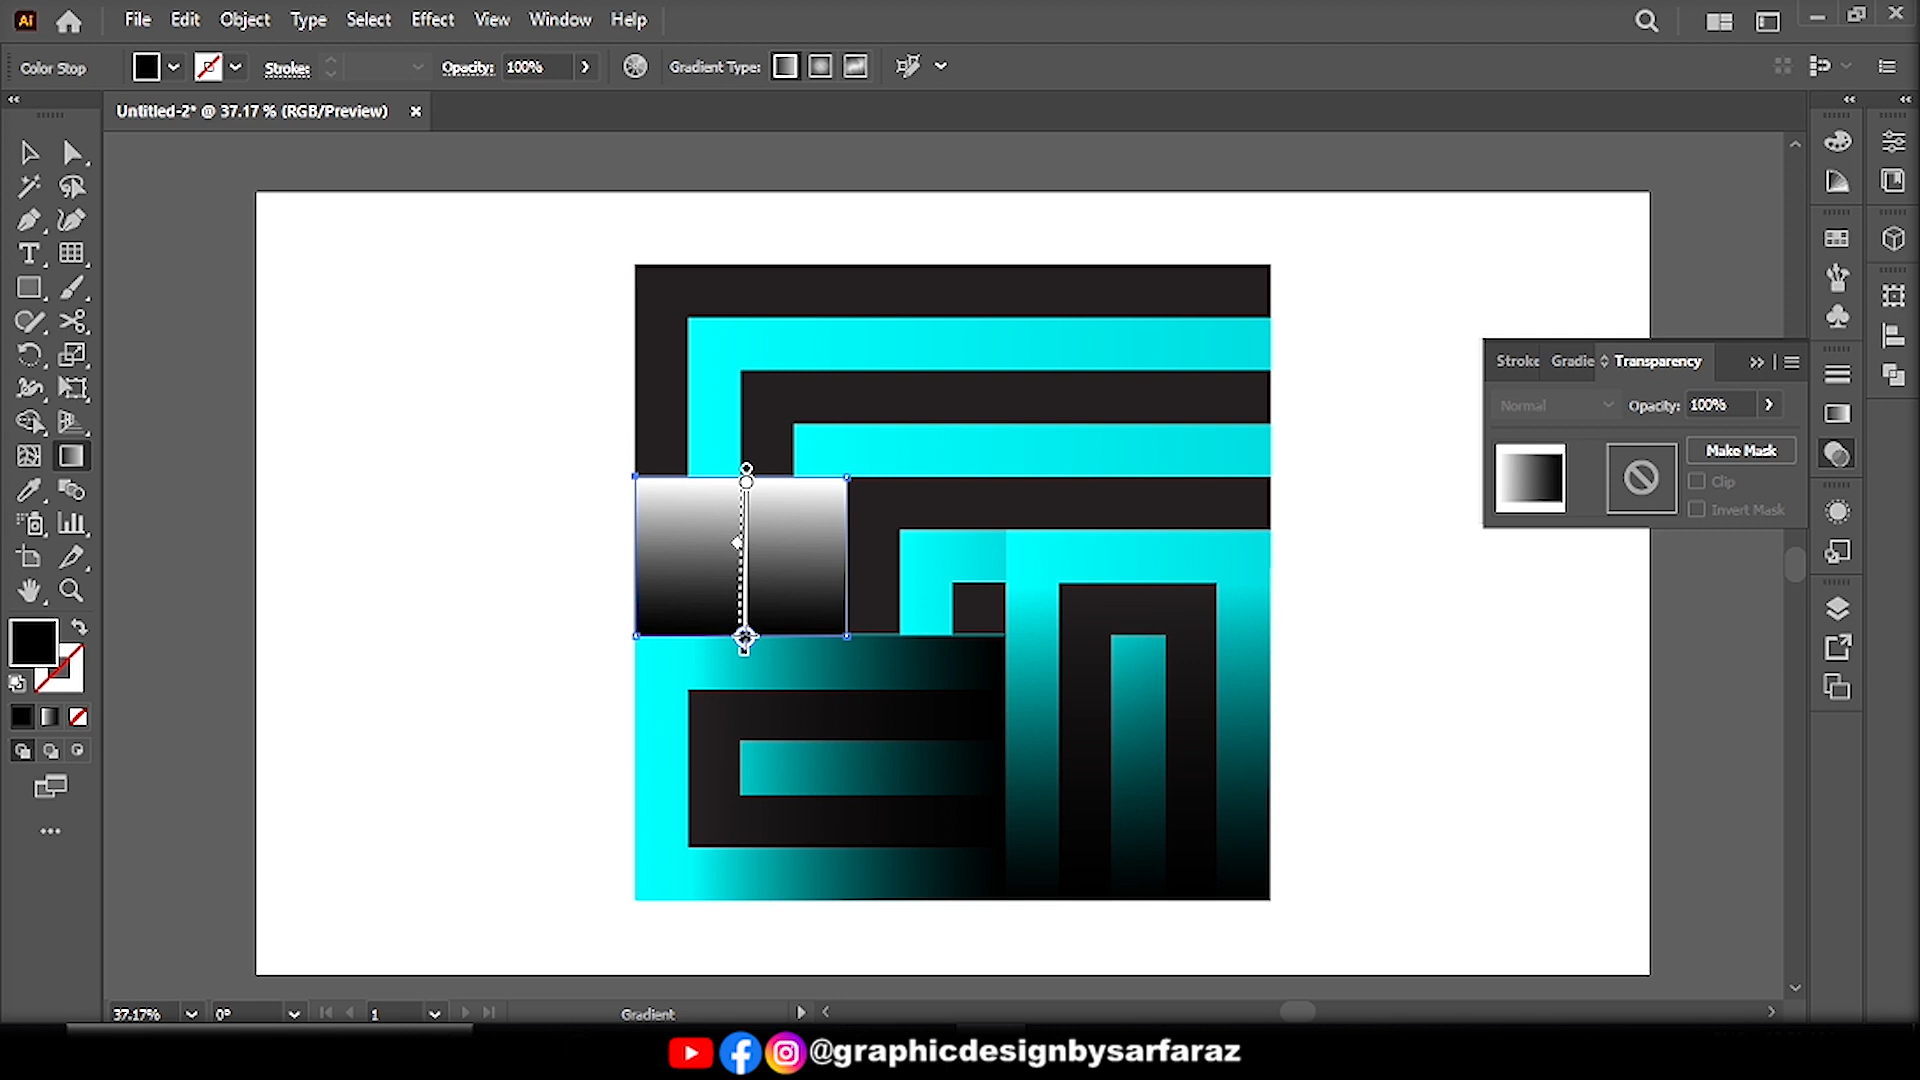 Ai File Edit Object Type Select Effect View Window Help
Color Stop Stroke: Opacity: 100% Gradient Type:
Untitled-2* @ 37.17 % (RGB/Preview)
Stroke Gradie Transparency
Normal Opacity: 100%
Make Mask
Clip
Invert Mask
37.17% 0° 1 Gradient
@graphicdesignbysarfaraz